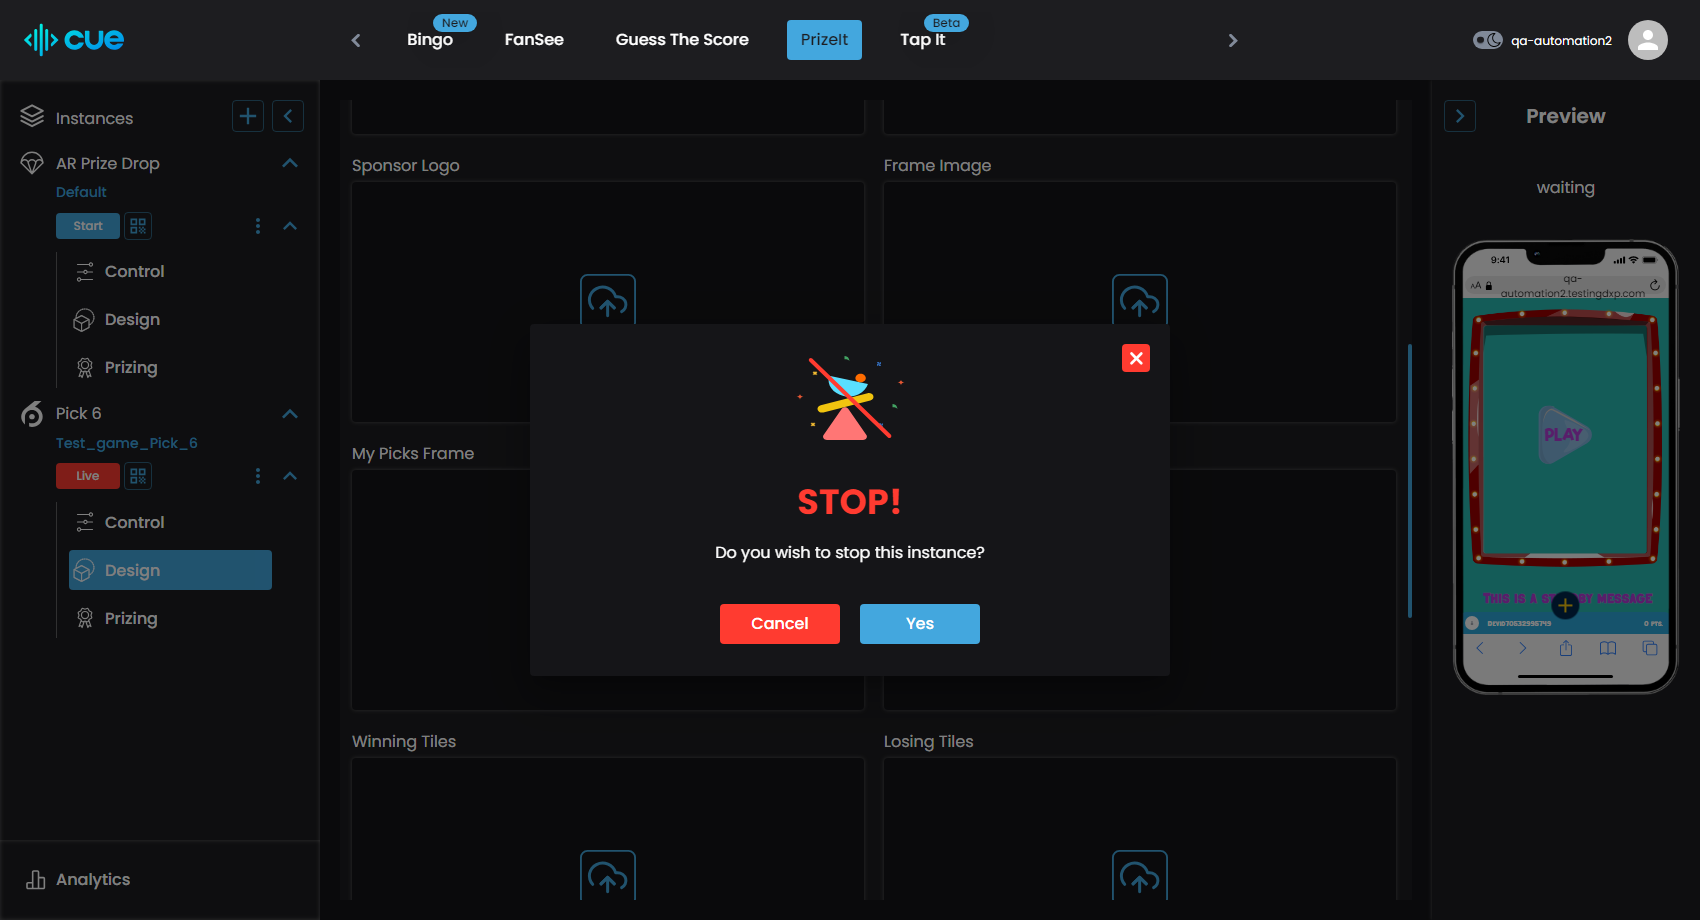 cue
New
Bingo
FanSee
Guess The Score
PrizeIt
Beta
Tap It
qa-automation2
Instances
AR Prize Drop
Default
Start
Control
Design
Prizing
Pick 6
Test_game_Pick_6
Live
Control
Design
Prizing
Analytics
Sponsor Logo
Frame Image
My Picks Frame
Winning Tiles
Losing Tiles
STOP!
Do you wish to stop this instance?
Cancel
Yes
Preview
waiting
9:41
AA
qa-
automation2.testingdxp.com
PLAY
THIS IS A
BY MESSAGE
0 PTS.